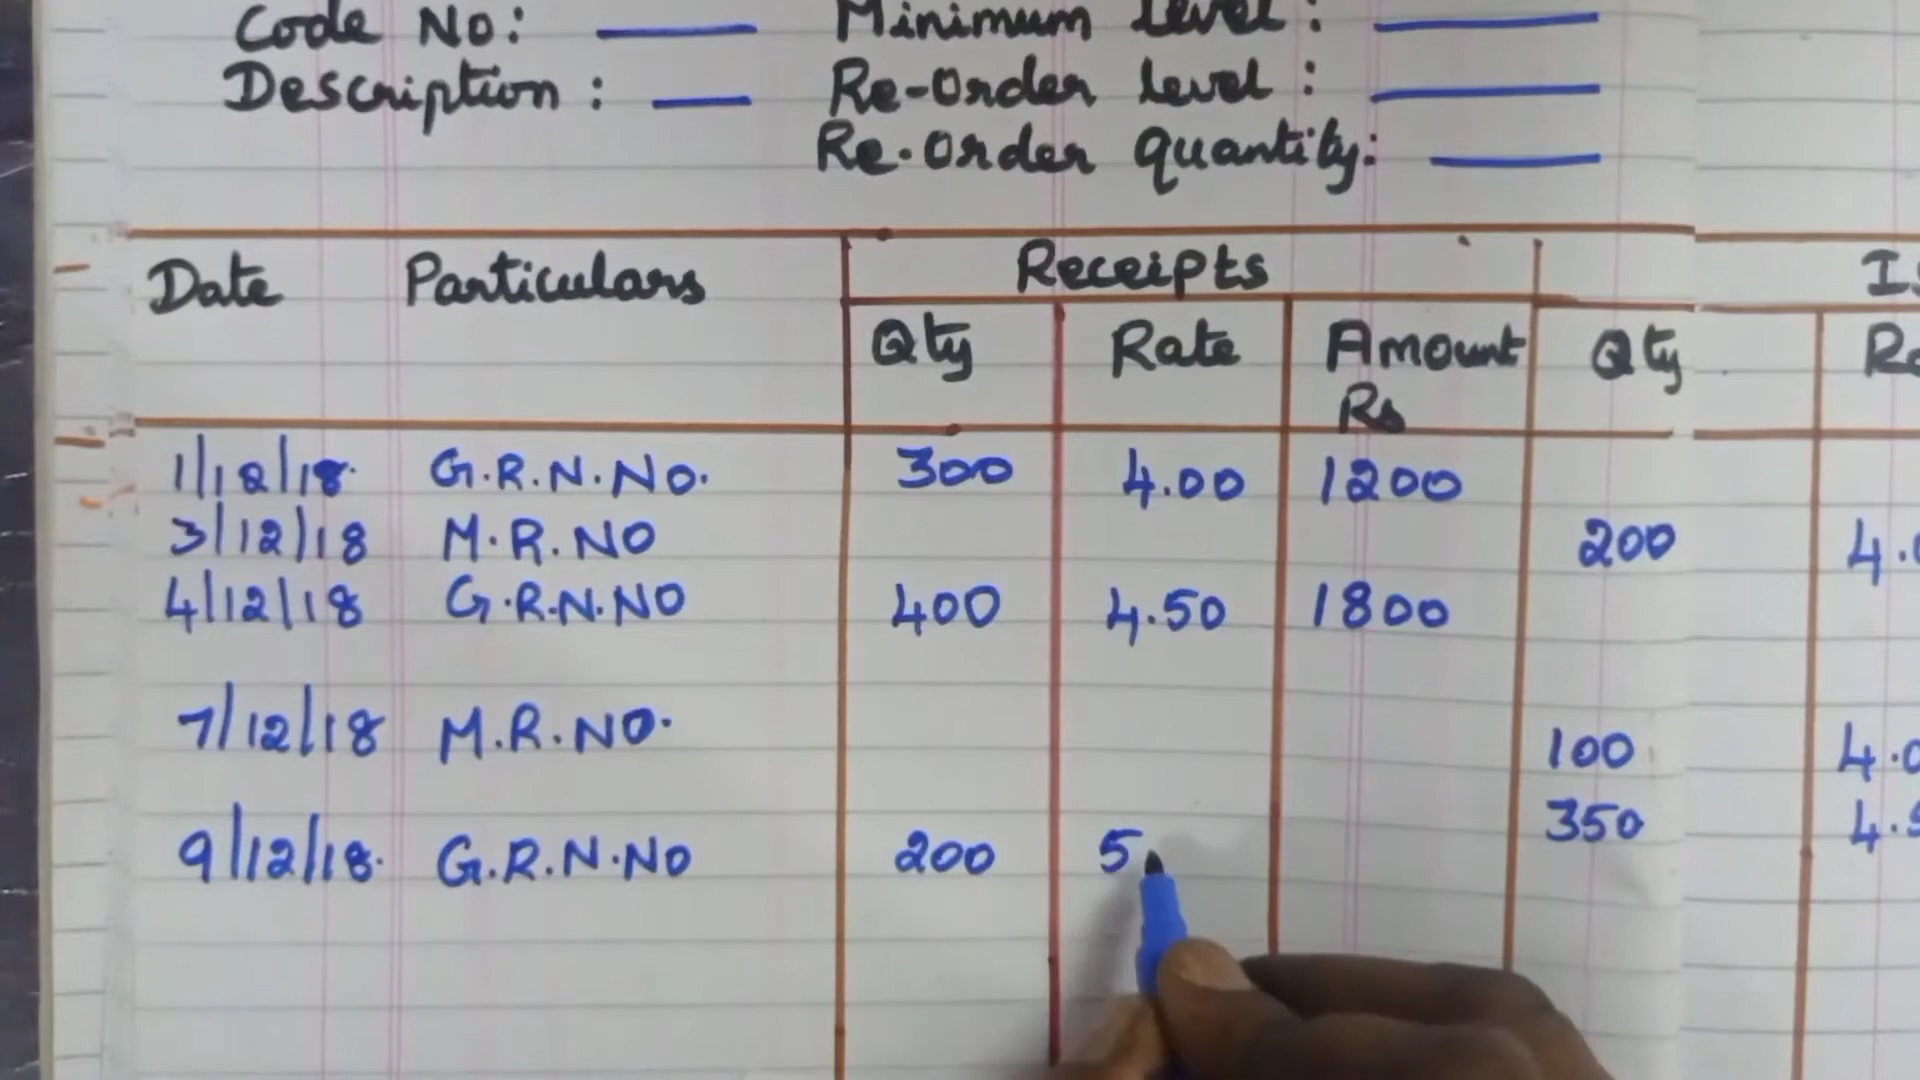 Code No: Minimum level:
Description: Re-Order level:
Re-Order quantity:
Date Particulars Receipts
Qty Rate Amount Qty
Rs
1/12/18 G.R.N.No. 300 4.00 1200
3/12/18 M.R.NO 200
4/12/18 G.R.N.NO 400 4.50 1800
7/12/18 M.R.NO. 100
350
9/12/18 G.R.N.NO 200 5